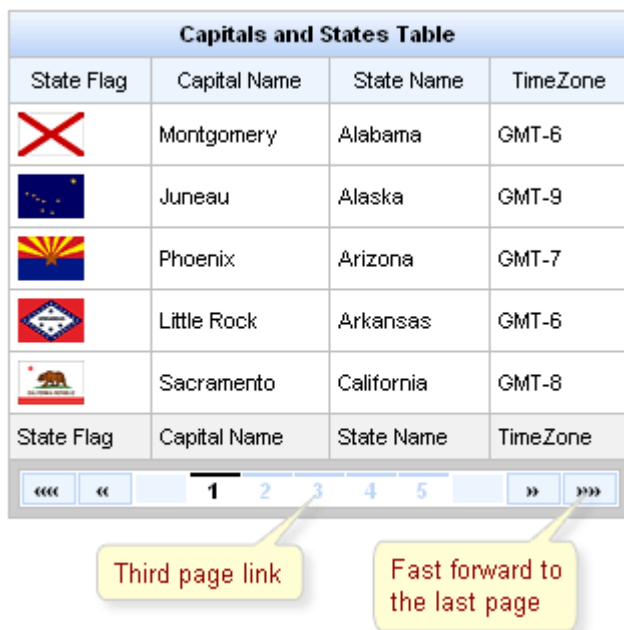 Capitals and States Table
State Flag Capital Name State Name TimeZone
Montgomery Alabama GMT-6
Juneau Alaska GMT-9
Phoenix Arizona GMT-7
Little Rock Arkansas GMT-6
Sacramento California GMT-8
State Flag Capital Name State Name TimeZone
«« « 1 2 3 4 5 » »»
Third page link
Fast forward to
the last page